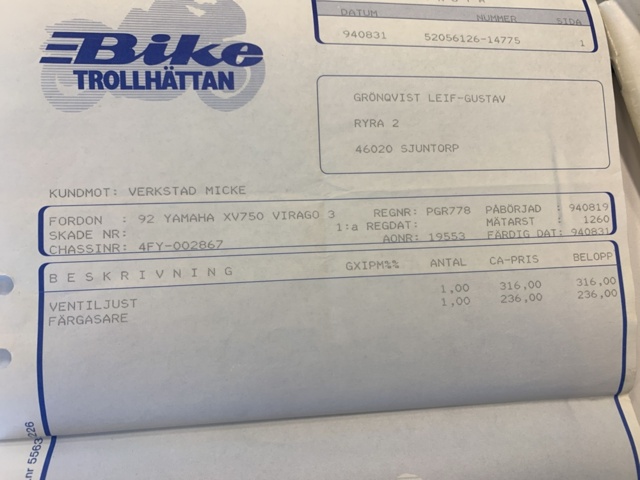 DATUM NUMMER SIDA
940831 52056126-14775 1
Bike
TROLLHÄTTAN
GRÖNQVIST LEIF-GUSTAV
RYRA 2
46020 SJUNTORP
KUNDMOT: VERKSTAD MICKE
FORDON : 92 YAMAHA XV750 VIRAGO 3 REGNR: PGR778 PÅBÖRJAD : 940819
SKADE NR: 1:a REGDAT: MÄTARST : 1260
CHASSINR: 4FY-002867 AONR: 19553 FÄRDIG DAT: 940831
BESKRIVNING GXIPM%% ANTAL CA-PRIS BELOPP
VENTILJUST 1,00 316,00 316,00
FÄRGASARE 1,00 236,00 236,00